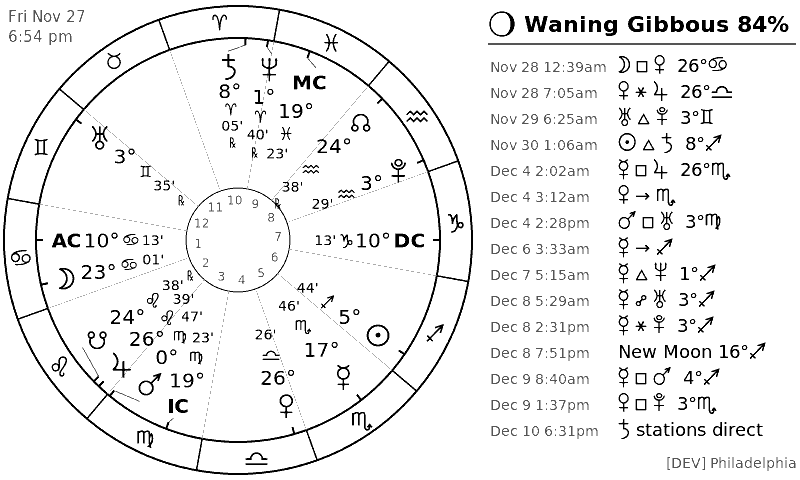 Fri Nov 27
6:54 pm
Waning Gibbous 84%
Nov 28 12:39am ☽ □ ♀ 26°♋
Nov 28 7:05am ♀ ⚹ ♃ 26°♎
Nov 29 6:25am ♅ △ ♇ 3°♊
Nov 30 1:06am ☉ △ ♄ 8°♐
Dec 4 2:02am ☿ □ ♃ 26°♏
Dec 4 3:12am ♀ → ♏
Dec 4 2:28pm ♂ □ ♅ 3°♍
Dec 6 3:33am ☿ → ♐
Dec 7 5:15am ☿ △ ♆ 1°♐
Dec 8 5:29am ☿ ☍ ♅ 3°♐
Dec 8 2:31pm ☿ ⚹ ♇ 3°♐
Dec 8 7:51pm New Moon 16°♐
Dec 9 8:40am ☿ □ ♂ 4°♐
Dec 9 1:37pm ♀ □ ♇ 3°♏
Dec 10 6:31pm ♄ stations direct
[DEV] Philadelphia
♄ 8° ♈ 05' ℞
♆ 1° ♈ 40' ℞
MC 19° ♓ 23'
☊ 24° ♒ 38' ℞
♇ 3° ♒ 29'
DC 10° ♑ 13'
☉ 5° ♐ 44'
☿ 17° ♏ 46'
♀ 26° ♎ 26'
IC 19° ♍ 23'
♂ 0° ♍ 47'
♃ 26° ♌ 39'
☋ 24° ♌ 38' ℞
☽ 23° ♋ 01'
AC 10° ♋ 13'
♅ 3° ♊ 35' ℞
♈
♉
♊
♋
♌
♍
♎
♏
♐
♑
♒
♓
1
2
3
4
5
6
7
8
9
10
11
12